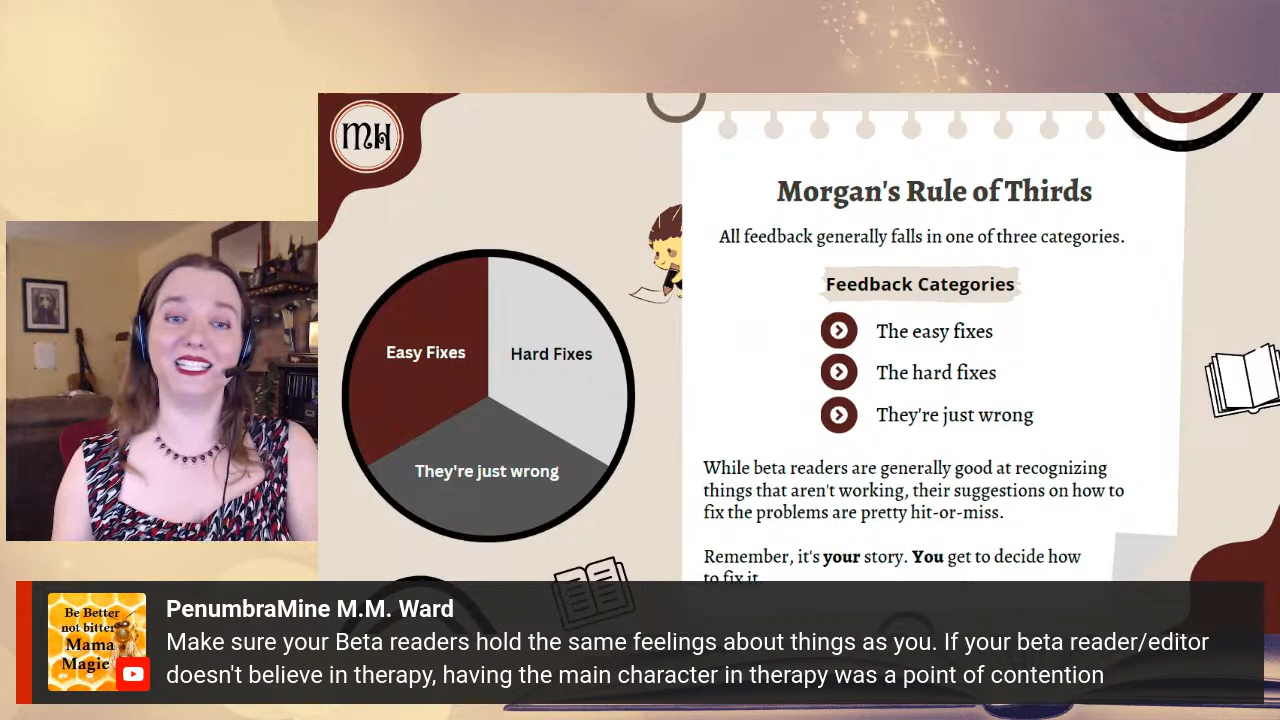 MH
Morgan's Rule of Thirds
All feedback generally falls in one of three categories.
Feedback Categories
The easy fixes
The hard fixes
They're just wrong
Easy Fixes
Hard Fixes
They're just wrong
While beta readers are generally good at recognizing
things that aren't working, their suggestions on how to
fix the problems are pretty hit-or-miss.
Remember, it's your story. You get to decide how
to fix it.
Be Better
not bitter
Mama
Magie
PenumbraMine M.M. Ward
Make sure your Beta readers hold the same feelings about things as you. If your beta reader/editor
doesn't believe in therapy, having the main character in therapy was a point of contention